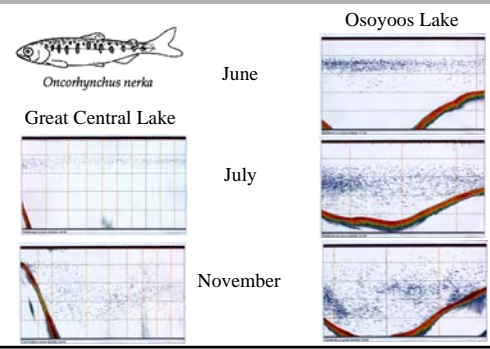 Osoyoos Lake
Oncorhynchus nerka
June
Great Central Lake
July
November